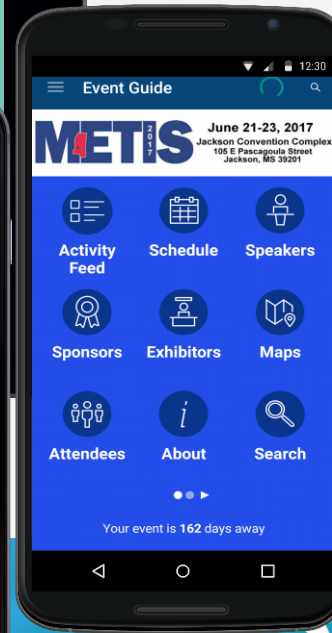 12:30
Event Guide
METIS
2017
June 21-23, 2017
Jackson Convention Complex
105 E Pascagoula Street
Jackson, MS 39201
Activity Feed
Schedule
Speakers
Sponsors
Exhibitors
Maps
Attendees
About
Search
Your event is 162 days away